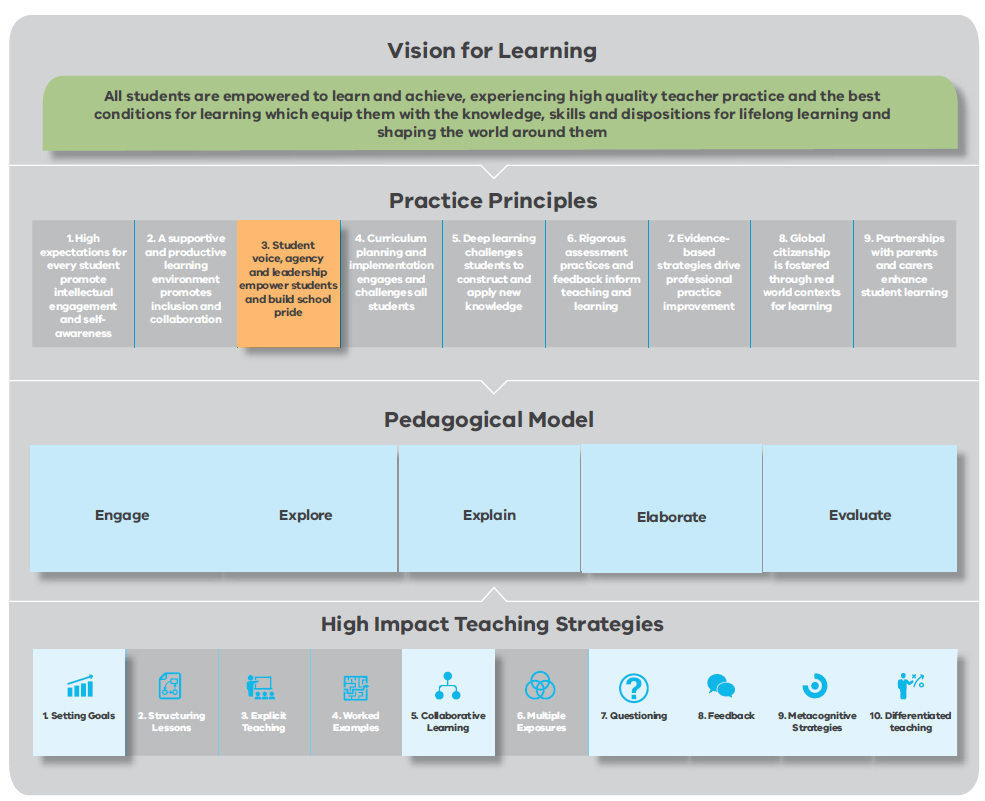 Vision for Learning
All students are empowered to learn and achieve, experiencing high quality teacher practice and the best
conditions for learning which equip them with the knowledge, skills and dispositions for lifelong learning and
shaping the world around them
Practice Principles
1. High
expectations for
every student
promote
intellectual
engagement
and self-
awareness
2. A supportive
and productive
learning
environment
promotes
inclusion and
collaboration
3. Student
voice, agency
and leadership
empower students
and build school
pride
4. Curriculum
planning and
implementation
engages and
challenges all
students
5. Deep learning
challenges
students to
construct and
apply new
knowledge
6. Rigorous
assessment
practices and
feedback inform
teaching and
learning
7. Evidence-
based
strategies drive
professional
practice
improvement
8. Global
citizenship
is fostered
through real
world contexts
for learning
9. Partnerships
with parents
and carers
enhance
student learning
Pedagogical Model
Engage
Explore
Explain
Elaborate
Evaluate
High Impact Teaching Strategies
1. Setting Goals
2. Structuring
Lessons
3. Explicit
Teaching
4. Worked
Examples
5. Collaborative
Learning
6. Multiple
Exposures
7. Questioning
8. Feedback
9. Metacognitive
Strategies
10. Differentiated
teaching